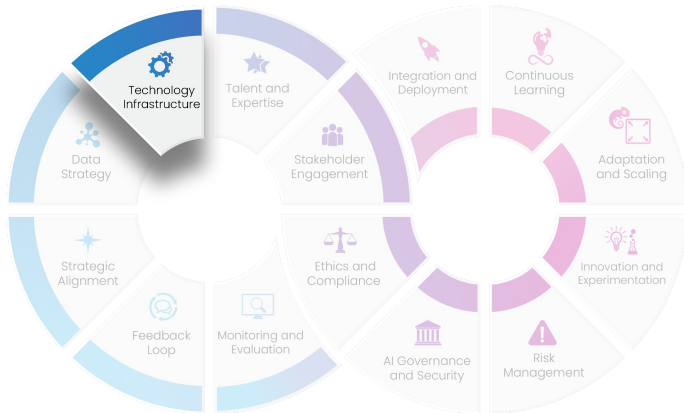 Technology
Infrastructure
Talent and
Expertise
Integration and
Deployment
Continuous
Learning
Data
Strategy
Stakeholder
Engagement
Adaptation
and Scaling
Strategic
Alignment
Ethics and
Compliance
Innovation and
Experimentation
Feedback
Loop
Monitoring and
Evaluation
AI Governance
and Security
Risk
Management